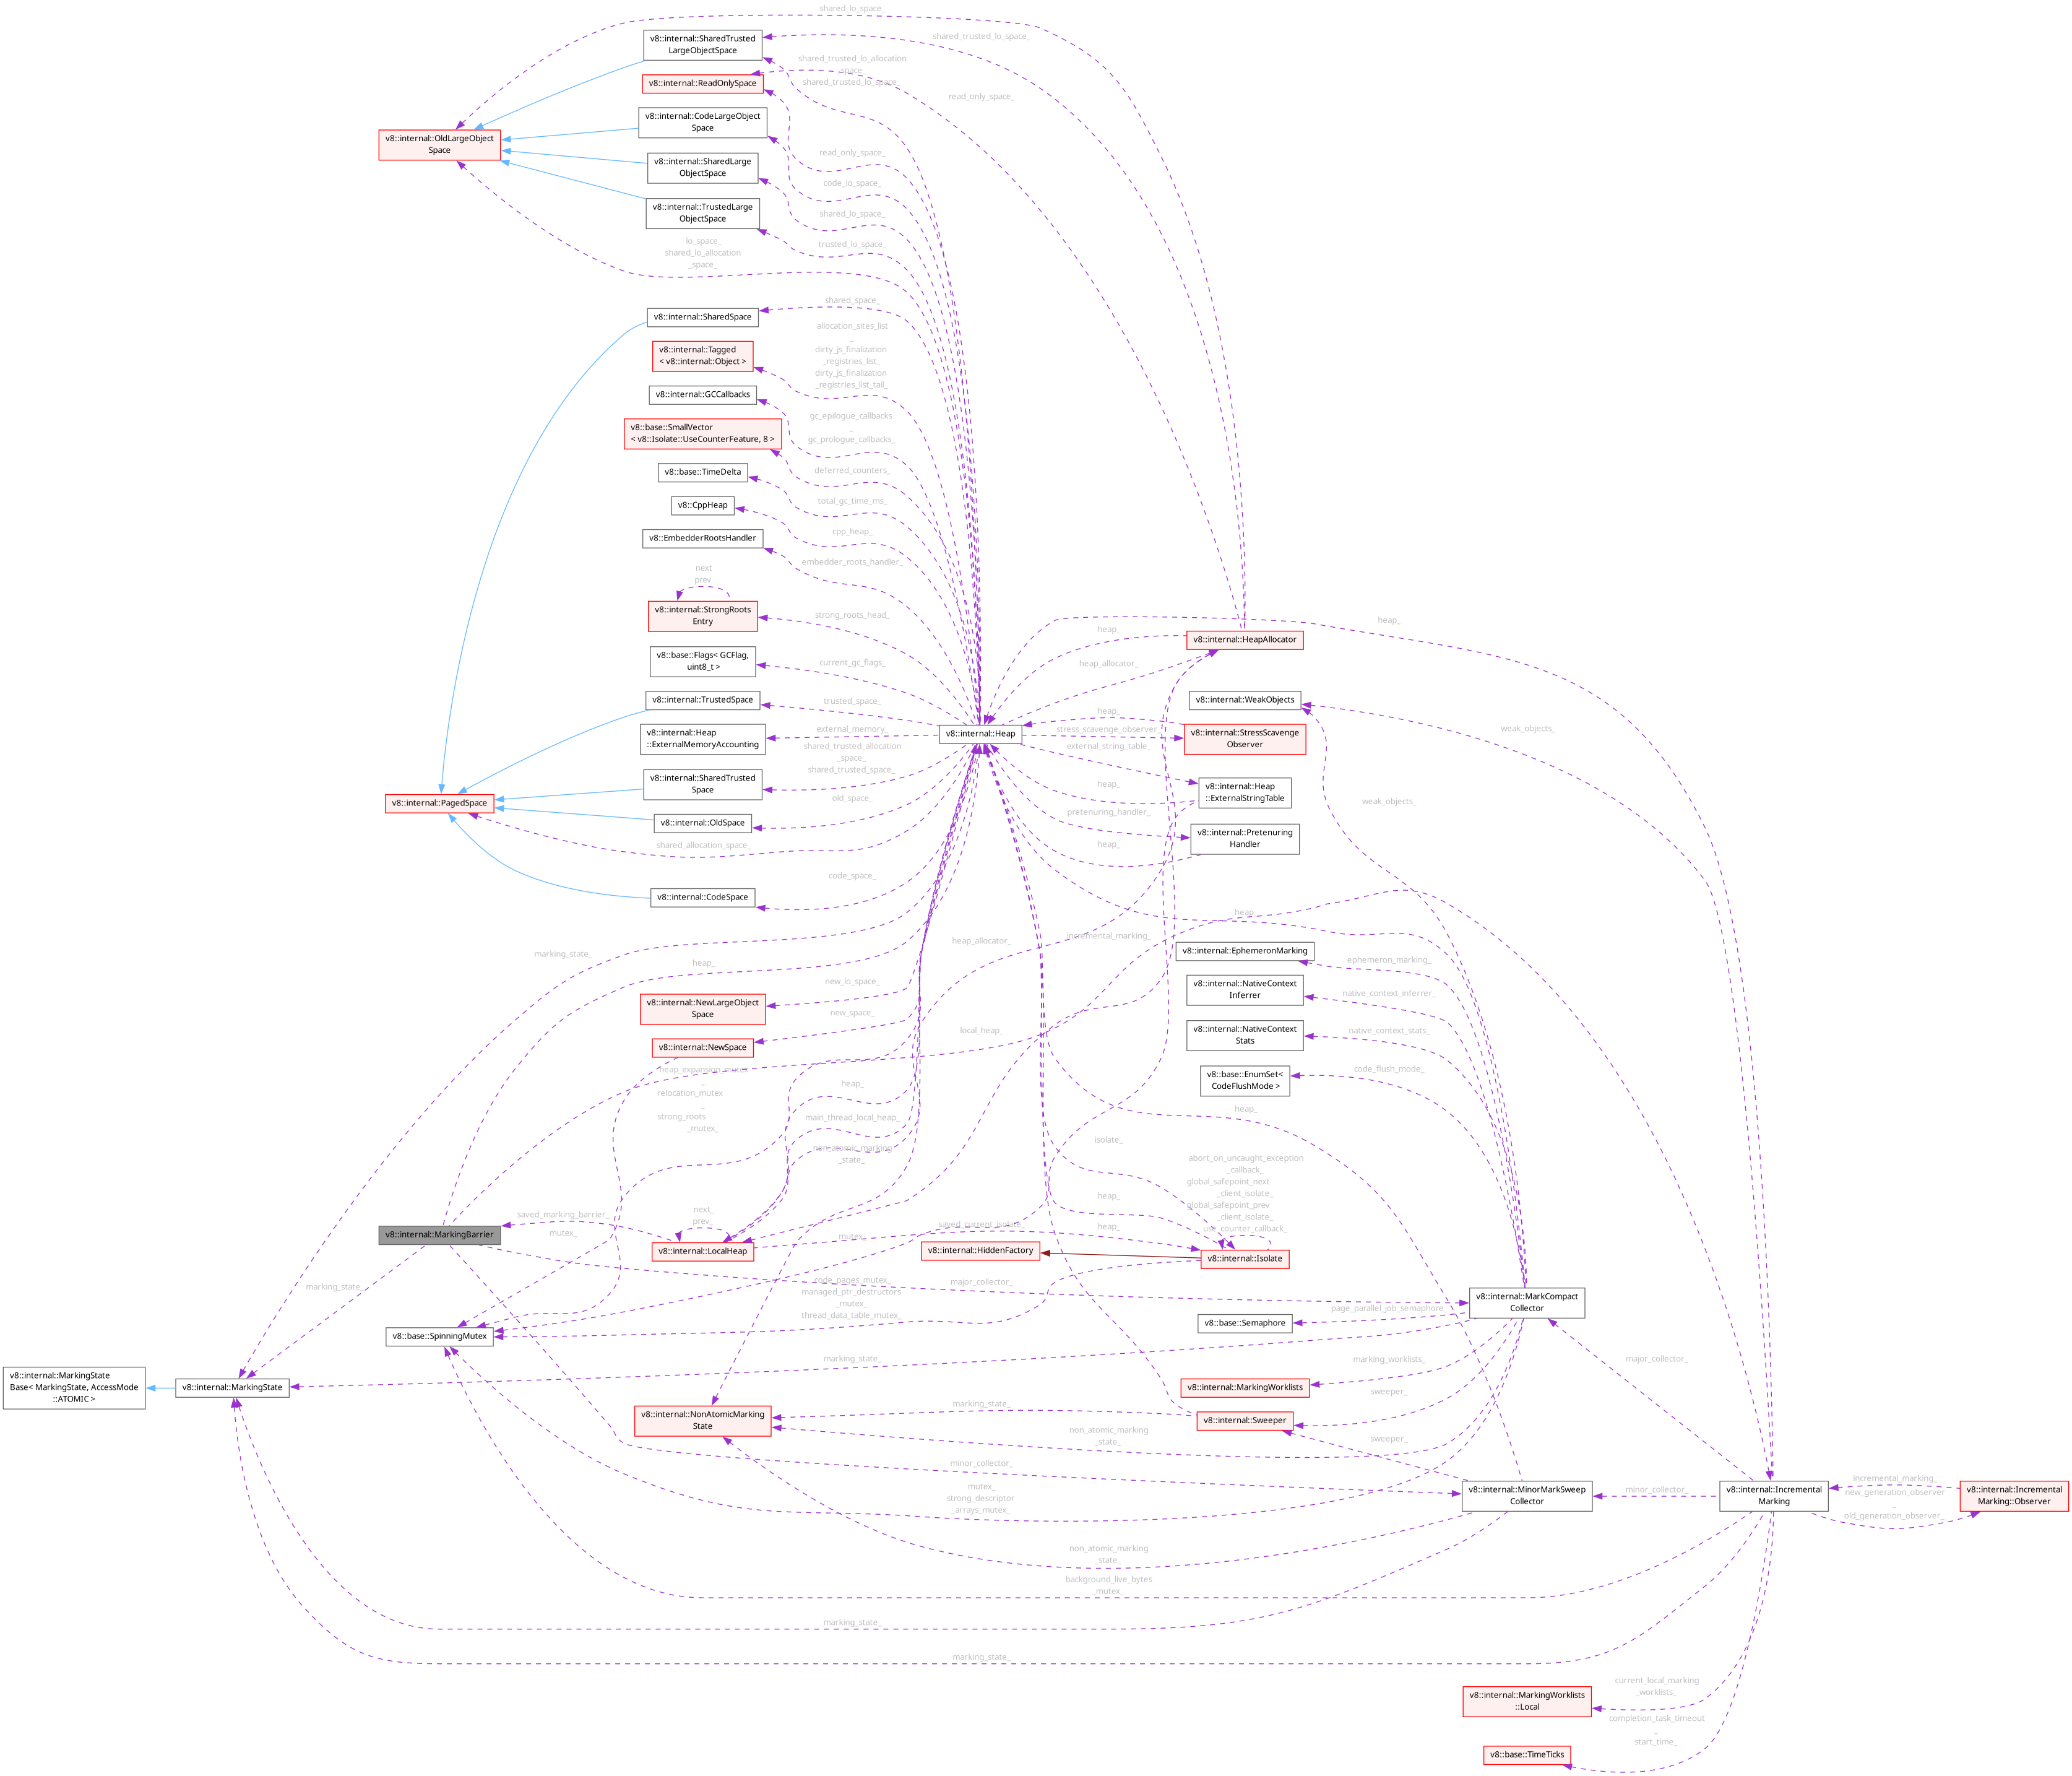 shared_lo_space_
v8::internal::SharedTrusted
LargeObjectSpace
shared_trusted_lo_space_
shared_trusted_lo_allocation
_space_
shared_trusted_lo_space_
v8::internal::ReadOnlySpace
read_only_space_
v8::internal::CodeLargeObject
Space
v8::internal::OldLargeObject
Space
read_only_space_
v8::internal::SharedLarge
ObjectSpace
code_lo_space_
v8::internal::TrustedLarge
ObjectSpace
shared_lo_space_
lo_space_
shared_lo_allocation
_space_
trusted_lo_space_
v8::internal::SharedSpace
shared_space_
v8::internal::Tagged
< v8::internal::Object >
allocation_sites_list
_
dirty_js_finalization
_registries_list_
dirty_js_finalization
_registries_list_tail_
v8::internal::GCCallbacks
gc_epilogue_callbacks
_
gc_prologue_callbacks_
v8::base::SmallVector
< v8::Isolate::UseCounterFeature, 8 >
deferred_counters_
v8::base::TimeDelta
total_gc_time_ms_
v8::CppHeap
cpp_heap_
v8::EmbedderRootsHandler
embedder_roots_handler_
next
prev
v8::internal::StrongRoots
Entry
strong_roots_head_
heap_
v8::internal::HeapAllocator
heap_
v8::base::Flags< GCFlag,
uint8_t >
current_gc_flags_
heap_allocator_
v8::internal::TrustedSpace
trusted_space_
v8::internal::WeakObjects
weak_objects_
v8::internal::Heap
::ExternalMemoryAccounting
external_memory_
v8::internal::Heap
heap_
stress_scavenge_observer_
v8::internal::StressScavenge
Observer
shared_trusted_allocation
_space_
shared_trusted_space_
external_string_table_
v8::internal::SharedTrusted
Space
weak_objects_
v8::internal::PagedSpace
heap_
v8::internal::Heap
::ExternalStringTable
old_space_
v8::internal::OldSpace
pretenuring_handler_
v8::internal::Pretenuring
Handler
shared_allocation_space_
heap_
code_space_
v8::internal::CodeSpace
heap_
marking_state_
heap_
heap_allocator_
incremental_marking_
v8::internal::EphemeronMarking
ephemeron_marking_
v8::internal::NewLargeObject
Space
new_lo_space_
v8::internal::NativeContext
Inferrer
native_context_inferrer_
new_space_
v8::internal::NewSpace
local_heap_
v8::internal::NativeContext
Stats
native_context_stats_
heap_expansion_mutex
_
relocation_mutex
_
strong_roots
_mutex_
v8::base::EnumSet<
CodeFlushMode >
code_flush_mode_
heap_
main_thread_local_heap_
heap_
non_atomic_marking
_state_
isolate_
abort_on_uncaught_exception
_callback_
global_safepoint_next
_client_isolate_
global_safepoint_prev
_client_isolate_
use_counter_callback_
heap_
next_
prev_
saved_marking_barrier_
v8::internal::MarkingBarrier
mutex_
v8::internal::LocalHeap
saved_current_isolate_
heap_
mutex_
v8::internal::HiddenFactory
v8::internal::Isolate
marking_state_
code_pages_mutex_
managed_ptr_destructors
_mutex_
thread_data_table_mutex_
major_collector_
v8::internal::MarkCompact
Collector
page_parallel_job_semaphore_
v8::base::Semaphore
v8::base::SpinningMutex
marking_state_
marking_worklists_
major_collector_
v8::internal::MarkingState
Base< MarkingState, AccessMode
::ATOMIC >
v8::internal::MarkingState
v8::internal::MarkingWorklists
sweeper_
v8::internal::NonAtomicMarking
State
marking_state_
v8::internal::Sweeper
non_atomic_marking
_state_
sweeper_
minor_collector_
v8::internal::MinorMarkSweep
Collector
minor_collector_
v8::internal::Incremental
Marking
incremental_marking_
new_generation_observer
_
old_generation_observer_
v8::internal::Incremental
Marking::Observer
mutex_
strong_descriptor
_arrays_mutex_
non_atomic_marking
_state_
background_live_bytes
_mutex_
marking_state_
marking_state_
current_local_marking
_worklists_
v8::internal::MarkingWorklists
::Local
completion_task_timeout
_
start_time_
v8::base::TimeTicks